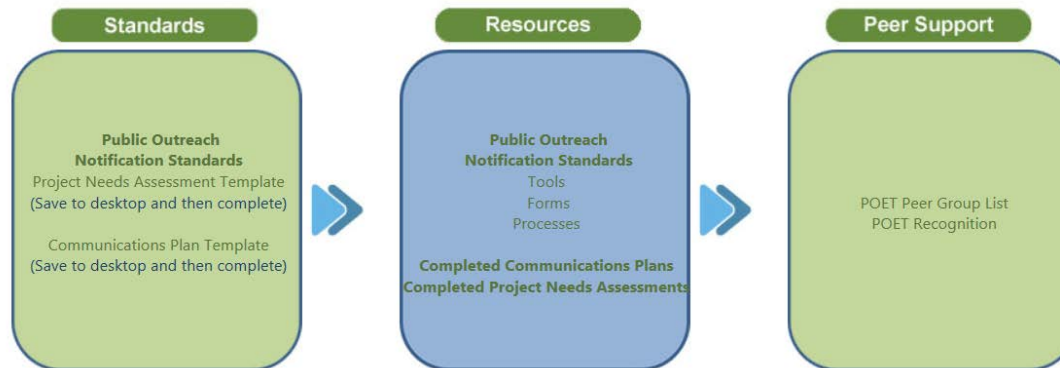 Standards
Public Outreach
Notification Standards
Project Needs Assessment Template
(Save to desktop and then complete)
Communications Plan Template
(Save to desktop and then complete)
Resources
Public Outreach
Notification Standards
Tools
Forms
Processes
Completed Communications Plans
Completed Project Needs Assessments
Peer Support
POET Peer Group List
POET Recognition